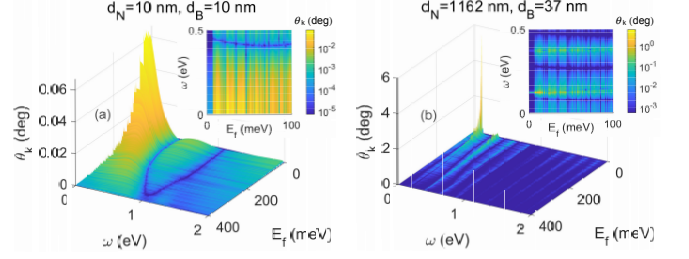 d_N=10 nm, d_B=10 nm
θ_k (deg)
0.5
ω (eV)
0
0
100
E_f (meV)
10^-2
10^-3
10^-4
10^-5
(a)
θ_k (deg)
0.06
0.04
0.02
0
0
1
2
ω (eV)
0
200
400
E_f (meV)
d_N=1162 nm, d_B=37 nm
θ_k (deg)
0.5
ω (eV)
0
0
100
E_f (meV)
10^0
10^-1
10^-2
10^-3
(b)
θ_k (deg)
6
4
2
0
0
1
2
ω (eV)
0
200
400
E_f (meV)